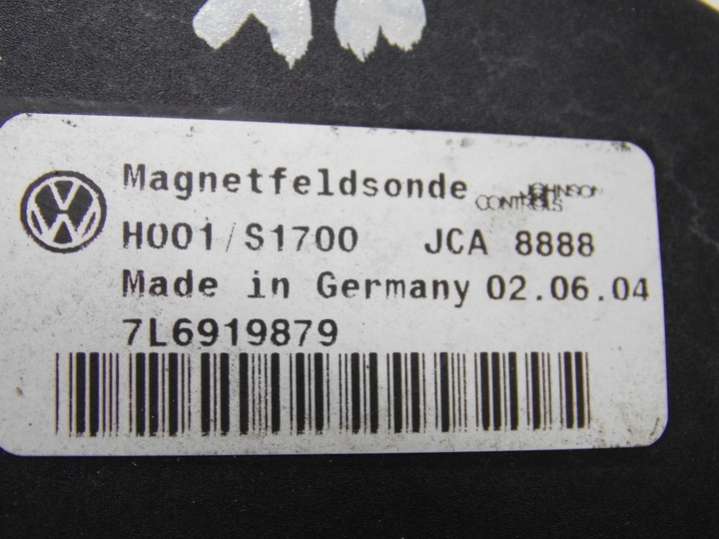 Magnetfeldsonde JOHNSON CONTROLS
H001/S1700 JCA 8888
Made in Germany 02.06.04
7L6919879